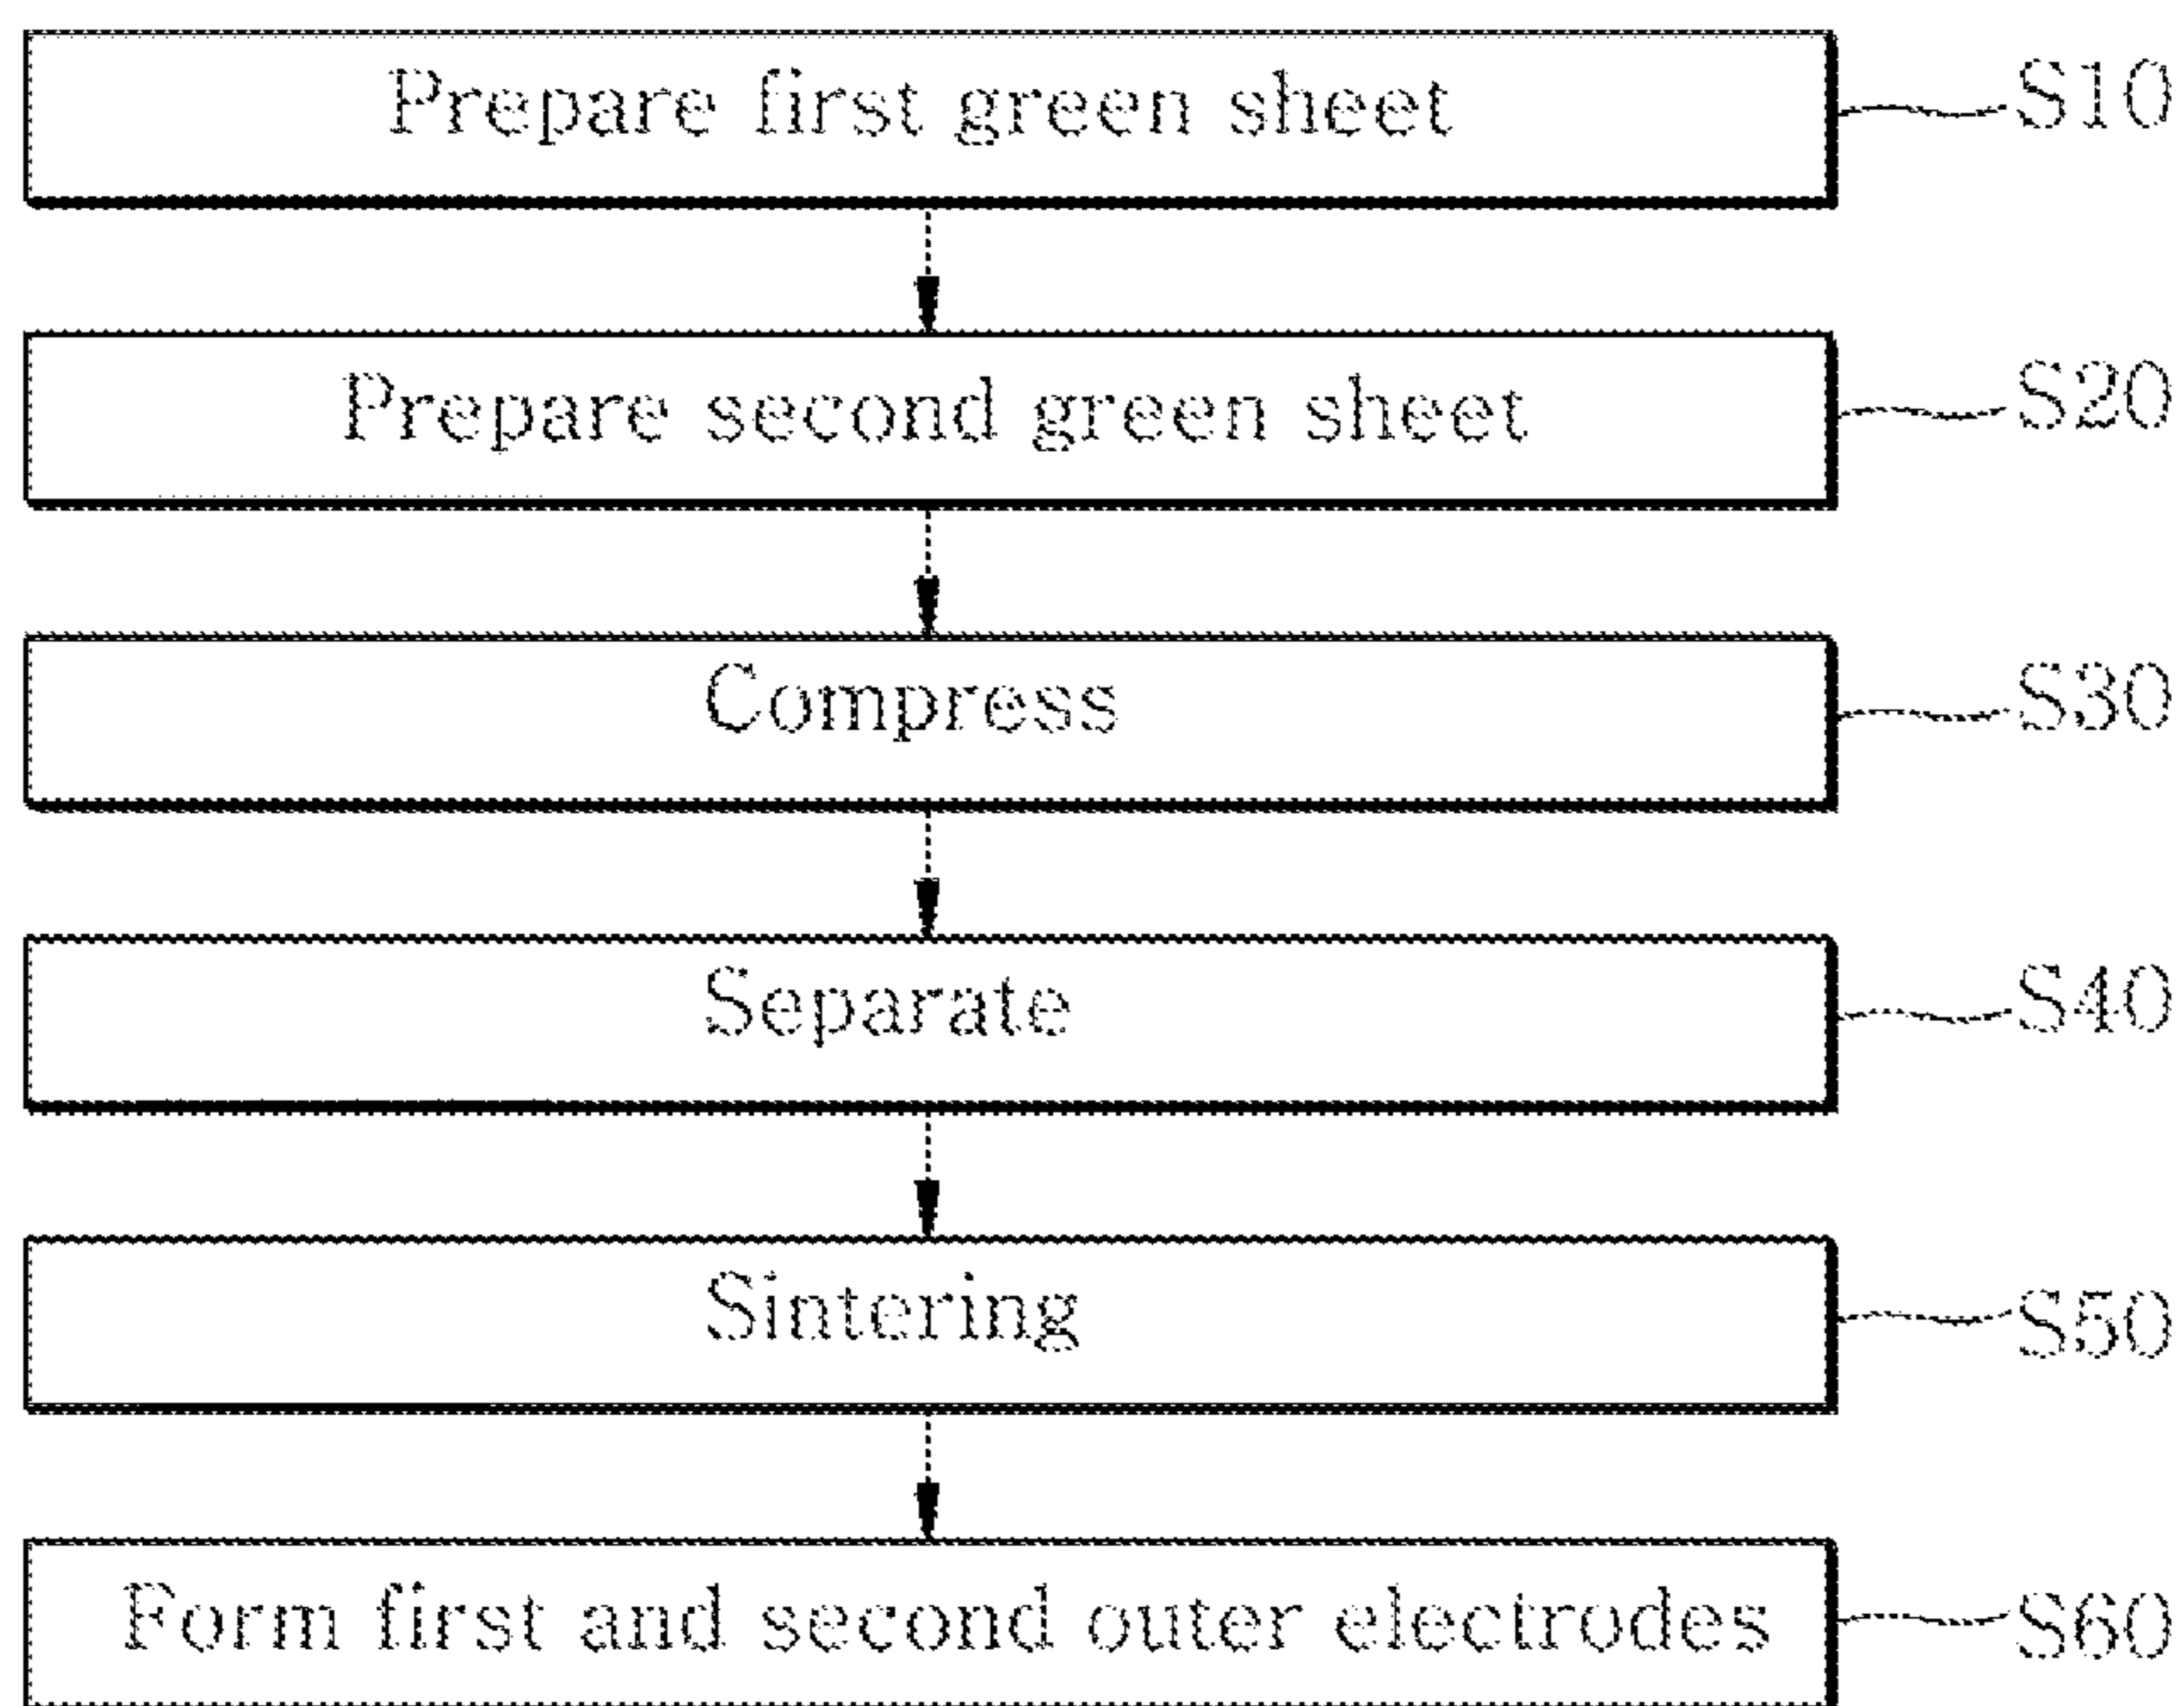 Prepare first green sheet S10
Prepare second green sheet S20
Compress S30
Separate S40
Sintering S50
Form first and second outer electrodes S60